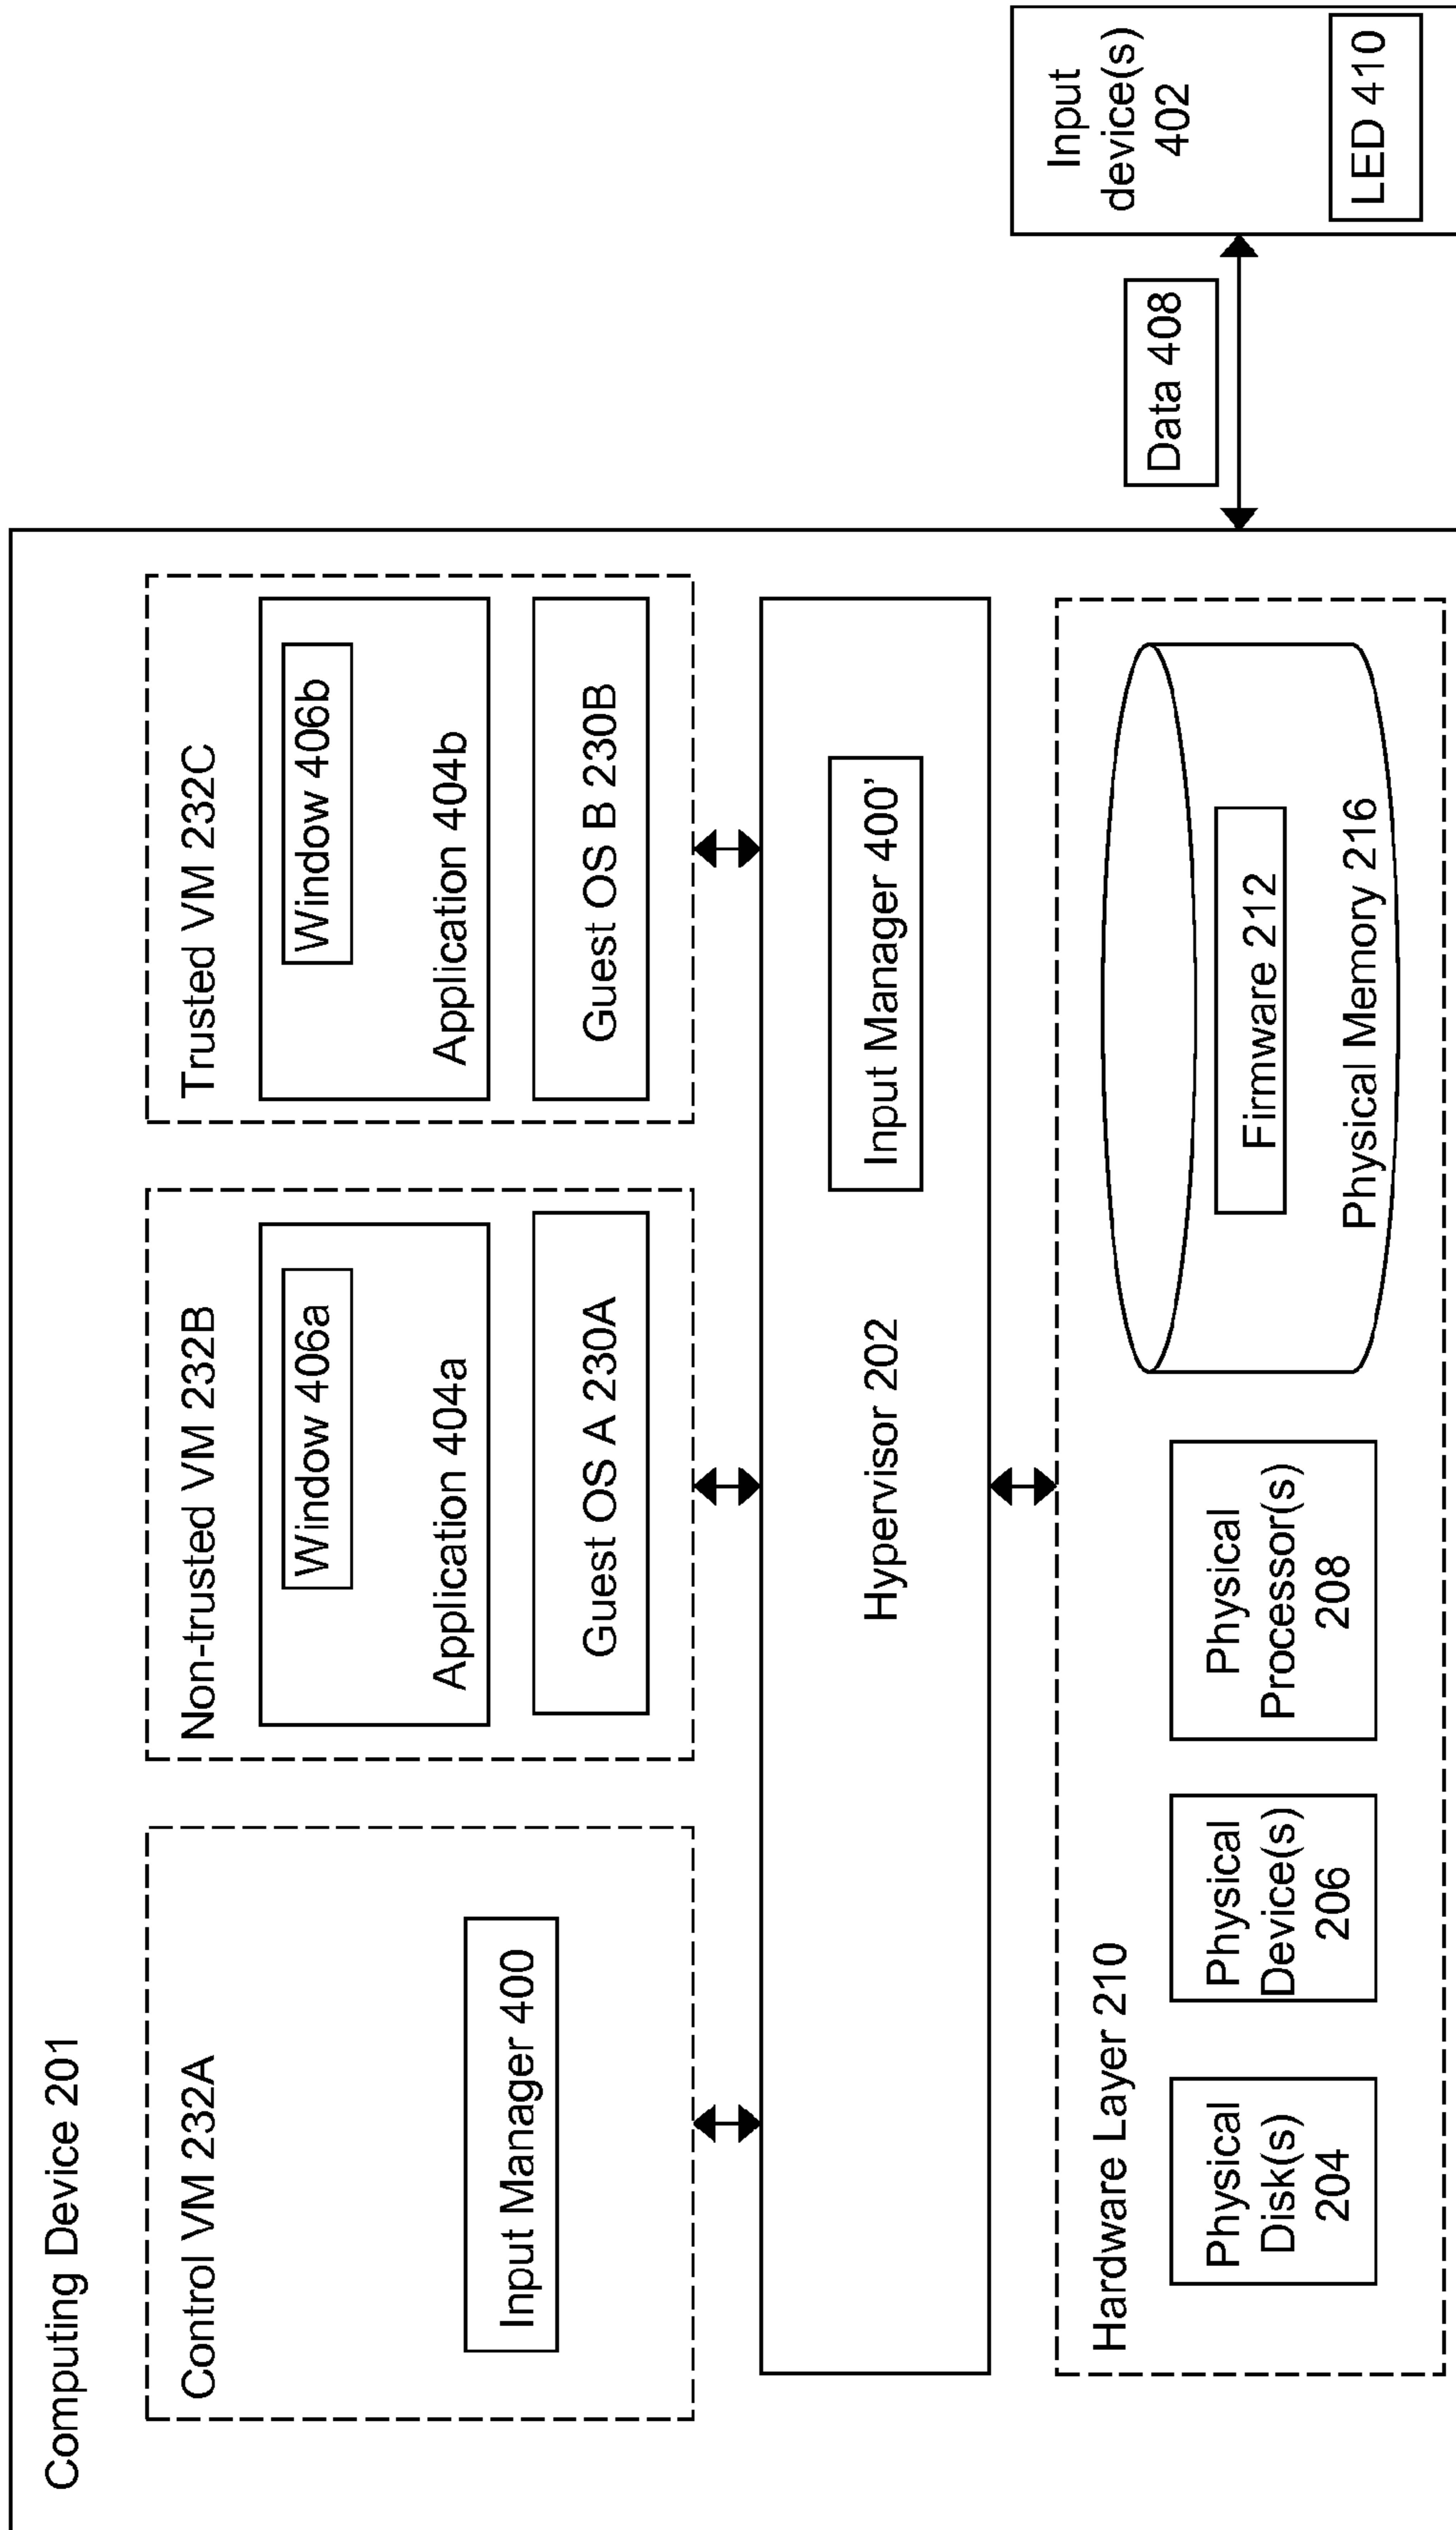 Computing Device 201
Control VM 232A
Input Manager 400
Non-trusted VM 232B
Window 406a
Application 404a
Guest OS A 230A
Trusted VM 232C
Window 406b
Application 404b
Guest OS B 230B
Hypervisor 202
Input Manager 400’
Hardware Layer 210
Physical
Disk(s)
204
Physical
Device(s)
206
Physical
Processor(s)
208
Firmware 212
Physical Memory 216
Data 408
Input
device(s)
402
LED 410